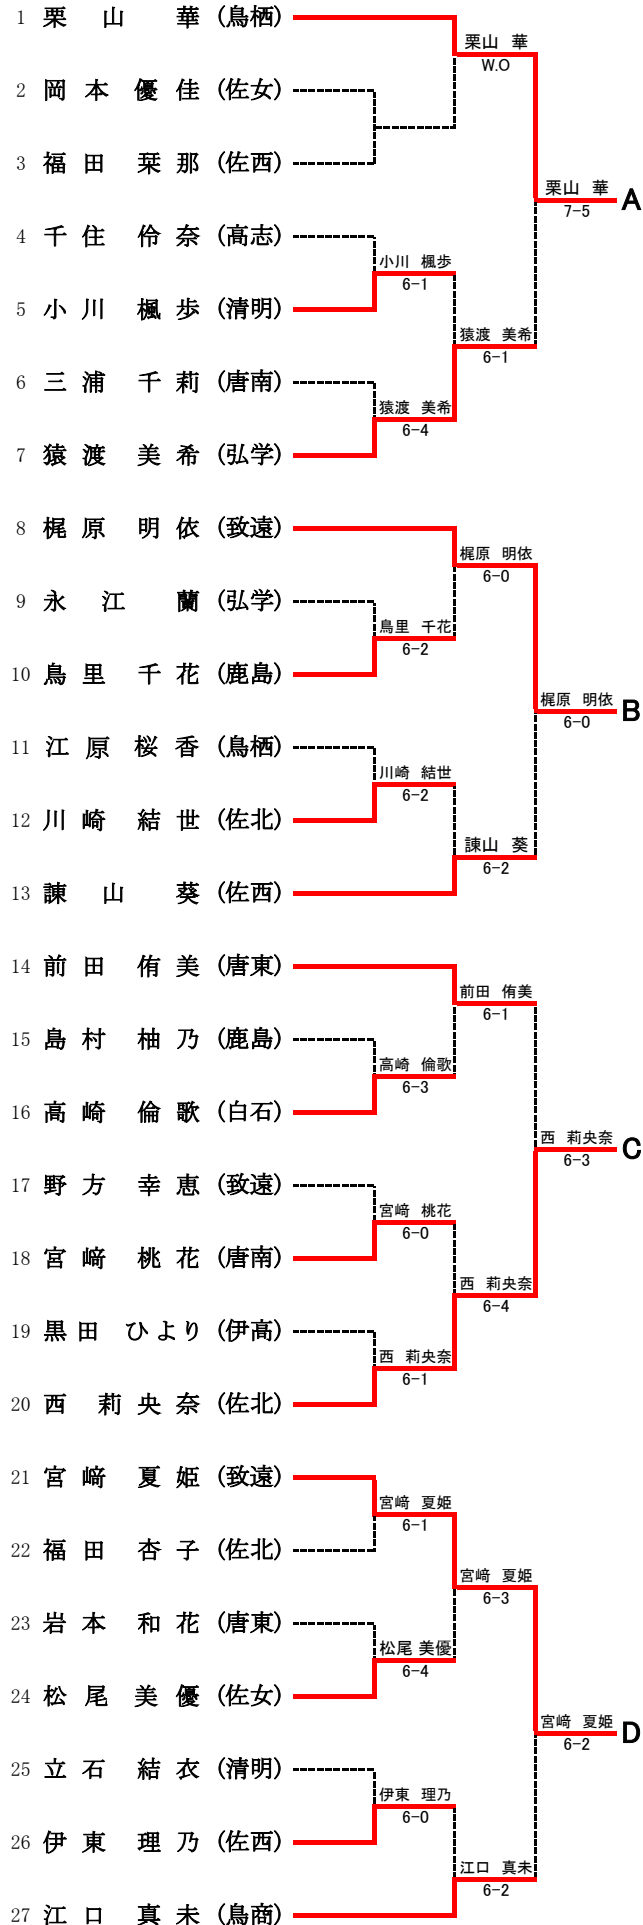 1 栗 山 華 (鳥栖)
栗山 華
W.O
2 岡 本 優 佳 (佐女)
3 福 田 栞 那 (佐西)
栗山 華 A
7-5
4 千 住 伶 奈 (高志)
小川 楓歩
6-1
5 小 川 楓 歩 (清明)
猿渡 美希
6-1
6 三 浦 千 莉 (唐南)
猿渡 美希
6-4
7 猿 渡 美 希 (弘学)
8 梶 原 明 依 (致遠)
梶原 明依
6-0
9 永 江 蘭 (弘学)
鳥里 千花
6-2
10 鳥 里 千 花 (鹿島)
梶原 明依 B
6-0
11 江 原 桜 香 (鳥栖)
川崎 結世
6-2
12 川 崎 結 世 (佐北)
諌山 葵
6-2
13 諌 山 葵 (佐西)
14 前 田 侑 美 (唐東)
前田 侑美
6-1
15 島 村 柚 乃 (鹿島)
高崎 倫歌
6-3
16 高 崎 倫 歌 (白石)
西 莉央奈 C
6-3
17 野 方 幸 恵 (致遠)
宮﨑 桃花
6-0
18 宮 﨑 桃 花 (唐南)
西 莉央奈
6-4
19 黒 田 ひより (伊高)
西 莉央奈
6-1
20 西 莉 央 奈 (佐北)
21 宮 﨑 夏 姫 (致遠)
宮﨑 夏姫
6-1
22 福 田 杏 子 (佐北)
宮﨑 夏姫
6-3
23 岩 本 和 花 (唐東)
松尾 美優
6-4
24 松 尾 美 優 (佐女)
宮﨑 夏姫 D
6-2
25 立 石 結 衣 (清明)
伊東 理乃
6-0
26 伊 東 理 乃 (佐西)
江口 真未
6-2
27 江 口 真 未 (鳥商)